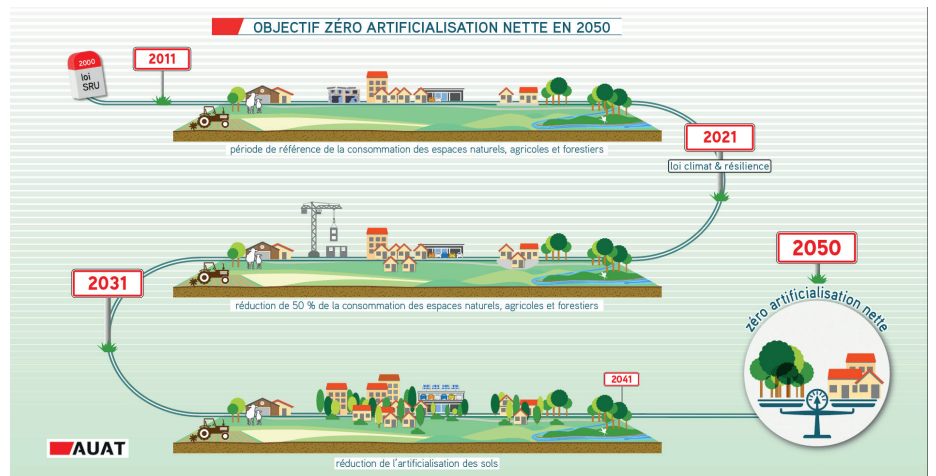 OBJECTIF ZÉRO ARTIFICIALISATION NETTE EN 2050
2000
loi
SRU
2011
période de référence de la consommation des espaces naturels, agricoles et forestiers
2021
loi climat & résilience
réduction de 50 % de la consommation des espaces naturels, agricoles et forestiers
2031
2041
réduction de l'artificialisation des sols
2050
zéro artificialisation nette
AUAT